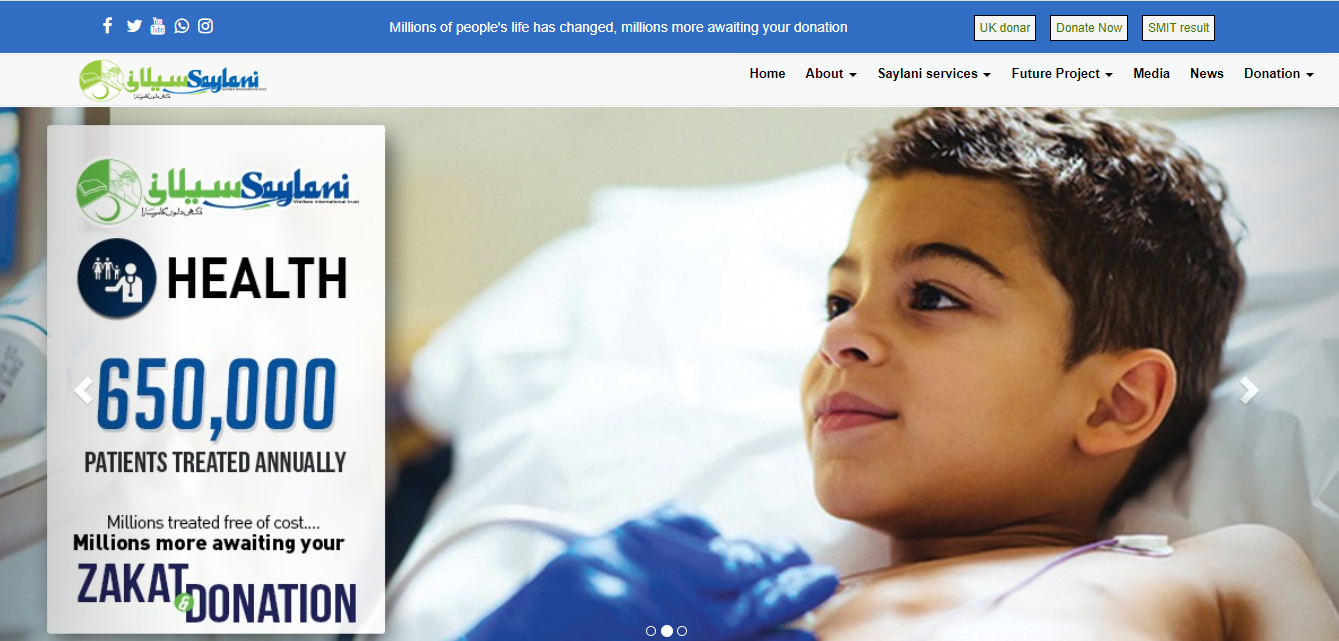 Millions of people's life has changed, millions more awaiting your donation
UK donar
Donate Now
SMIT result
سیلانی Saylani
Home
About
Saylani services
Future Project
Media
News
Donation
سیلانی Saylani
Welfare international trust
HEALTH
650,000
PATIENTS TREATED ANNUALLY
Millions treated free of cost....
Millions more awaiting your
ZAKAT
&
DONATION